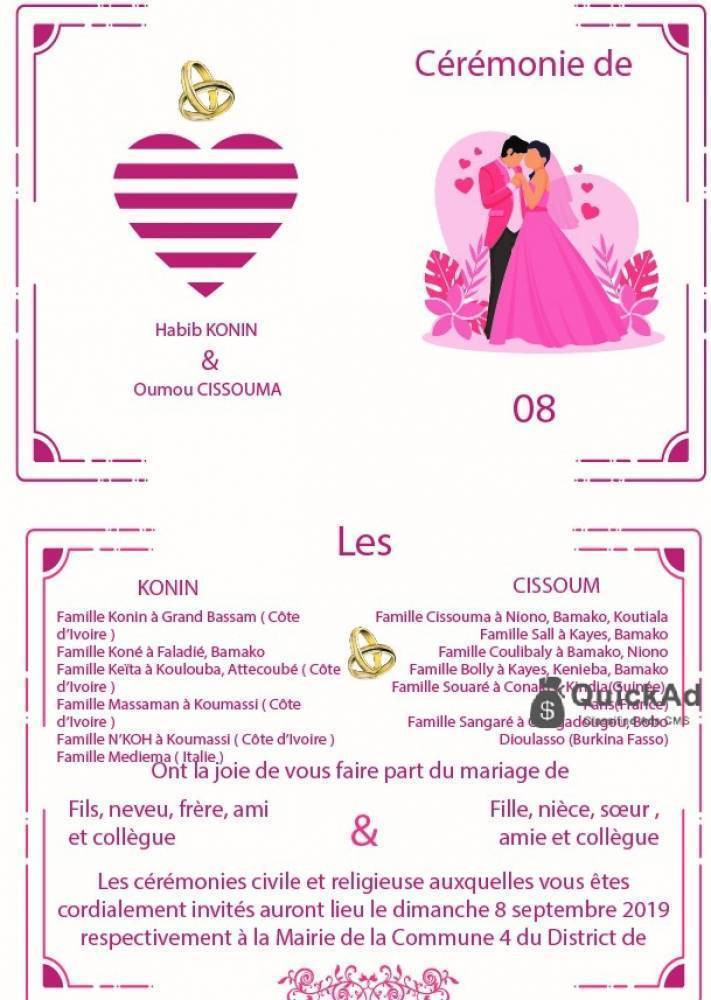 Cérémonie de
Habib KONIN
&
Oumou CISSOUMA
08
Les
KONIN
Famille Konin à Grand Bassam ( Côte
d'Ivoire )
Famille Koné à Faladié, Bamako
Famille Keïta à Koulouba, Attecoubé ( Côte
d'Ivoire )
Famille Massaman à Koumassi ( Côte
d'Ivoire )
Famille N'KOH à Koumassi ( Côte d'Ivoire )
Famille Mediema ( Italie )
CISSOUM
Famille Cissouma à Niono, Bamako, Koutiala
Famille Sall à Kayes, Bamako
Famille Coulibaly à Bamako, Niono
Famille Bolly à Kayes, Kenieba, Bamako
Famille Souaré à Kindia(Guinée)
Paris(France)
Famille Sangaré à Bobo
Dioulasso (Burkina Fasso)
QuickAd
Ont la joie de vous faire part du mariage de
Fils, neveu, frère, ami
et collègue
&
Fille, nièce, sœur ,
amie et collègue
Les cérémonies civile et religieuse auxquelles vous êtes
cordialement invités auront lieu le dimanche 8 septembre 2019
respectivement à la Mairie de la Commune 4 du District de